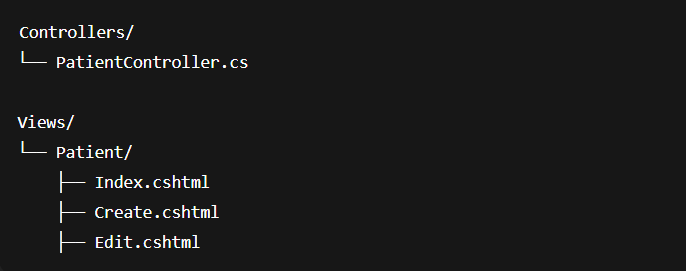 Controllers/
└── PatientController.cs
Views/
└── Patient/
├── Index.cshtml
├── Create.cshtml
├── Edit.cshtml